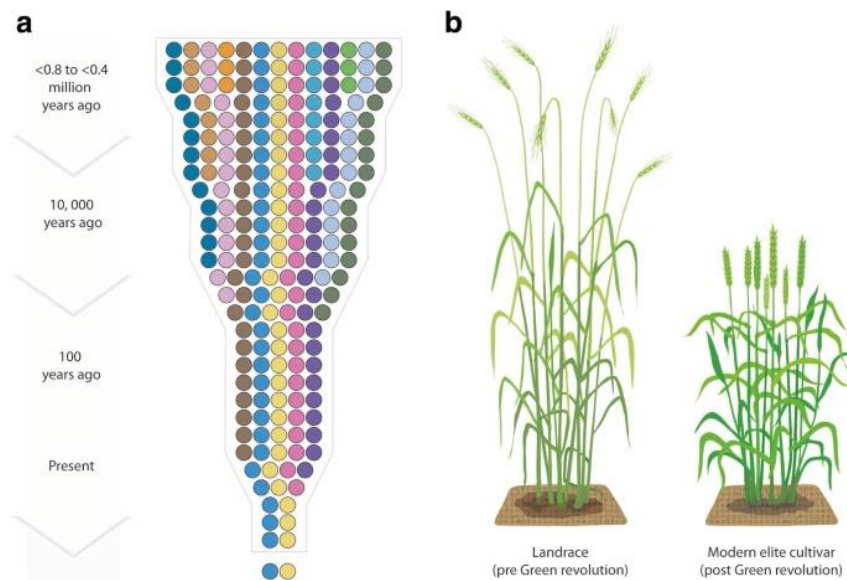 a
<0.8 to <0.4
million
years ago
10, 000
years ago
100
years ago
Present
b
Landrace
(pre Green revolution)
Modern elite cultivar
(post Green revolution)